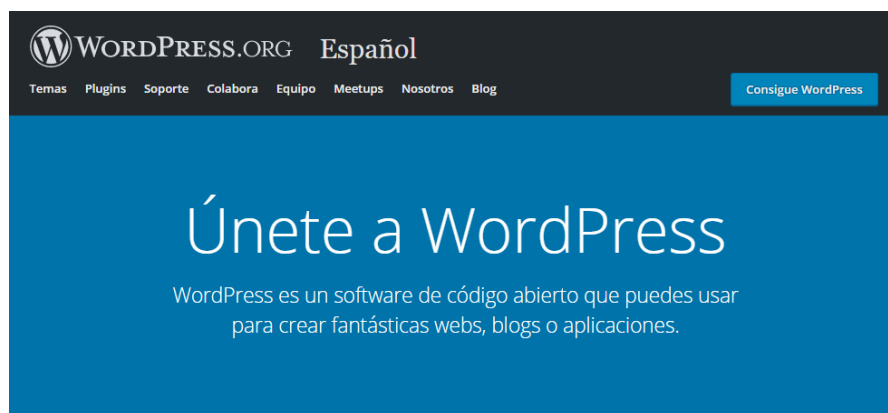 WORDPRESS.ORG Español
Temas Plugins Soporte Colabora Equipo Meetups Nosotros Blog Consigue WordPress
Únete a WordPress
WordPress es un software de código abierto que puedes usar
para crear fantásticas webs, blogs o aplicaciones.